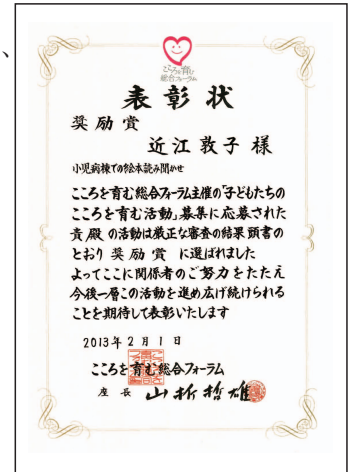 、
こころを育む
総合フォーラム
表彰状
奨励賞
近江敦子様
小児病棟での絵本読み聞かせ
こころを育む総合フォーラム主催の「子どもたちの
こころを育む活動」募集に応募された
貴殿の活動は厳正な審査の結果頭書の
とおり 奨励賞 に選ばれました
よってここに関係者のご努力をたたえ
今後一層この活動を進め広げ続けられる
ことを期待して表彰いたします
2013年2月1日
こころを育む総合フォーラム
座長 山折哲雄